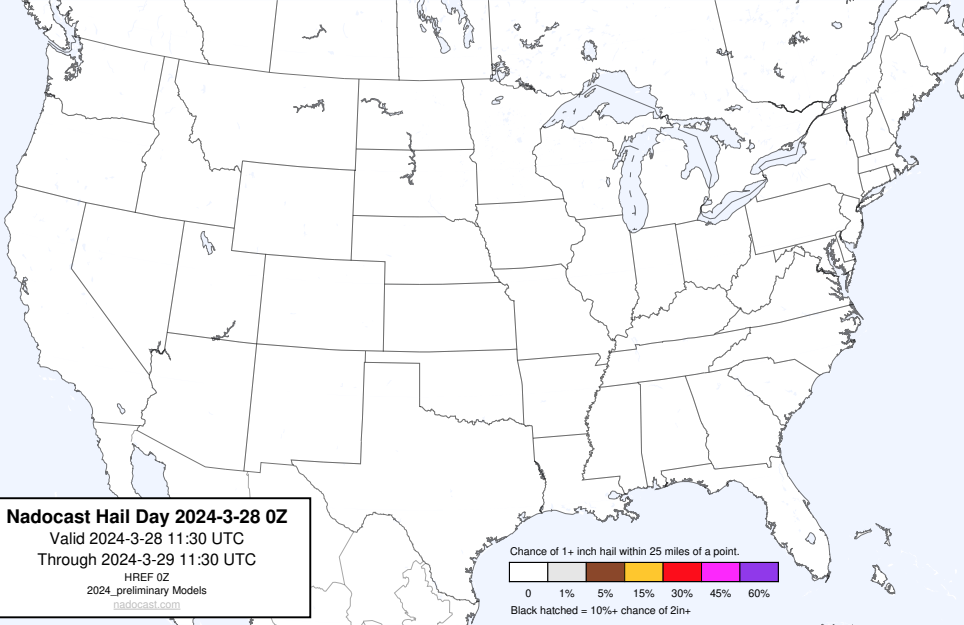 Nadocast Hail Day 2024-3-28 0Z
Valid 2024-3-28 11:30 UTC
Through 2024-3-29 11:30 UTC
HREF 0Z
2024_preliminary Models
nadocast.com
Chance of 1+ inch hail within 25 miles of a point.
0 1% 5% 15% 30% 45% 60%
Black hatched = 10%+ chance of 2in+